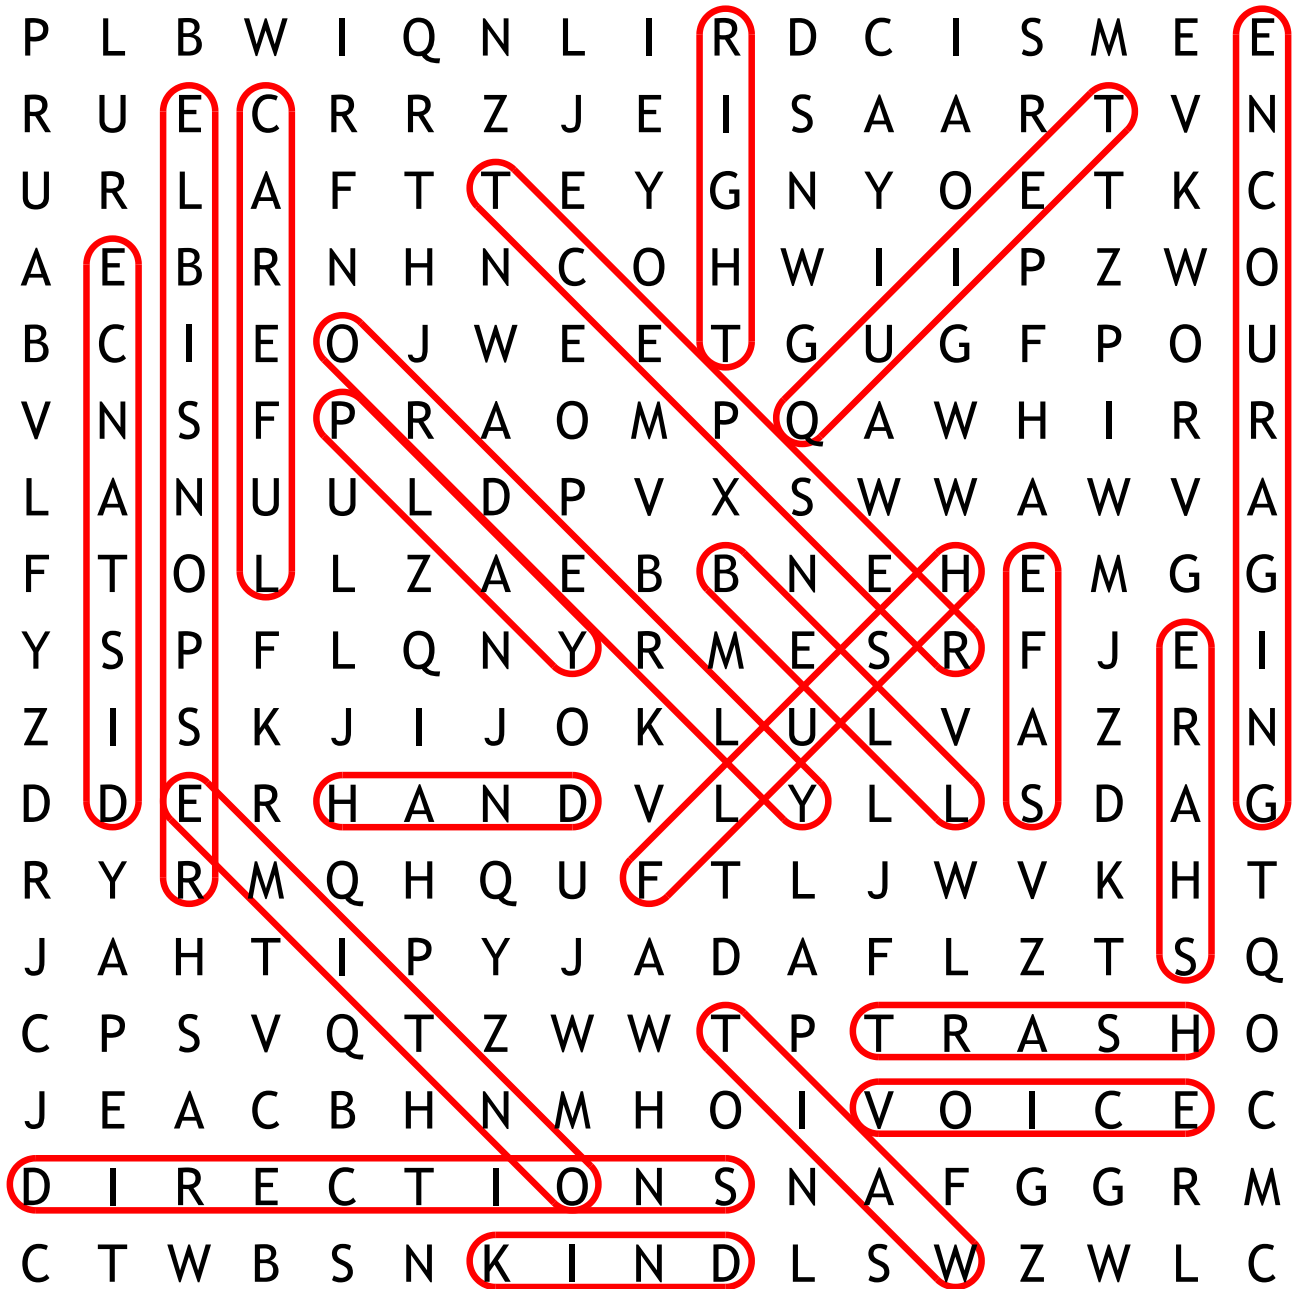 P L B W I Q N L I R D C I S M E E
R U E C R R Z J E I S A A R T V N
U R L A F T T E Y G N Y O E T K C
A E B R N H N C O H W I I P Z W O
B C I E O J W E E T G U G F P O U
V N S F P R A O M P Q A W H I R R
L A N U U L D P V X S W W A W V A
F T O L L Z A E B B N E H E M G G
Y S P F L Q N Y R M E S R F J E I
Z I S K J I J O K L U L V A Z R N
D D E R H A N D V L Y L L S D A G
R Y R M Q H Q U F T L J W V K H T
J A H T I P Y J A D A F L Z T S Q
C P S V Q T Z W W T P T R A S H O
J E A C B H N M H O I V O I C E C
D I R E C T I O N S N A F G G R M
C T W B S N K I N D L S W Z W L C